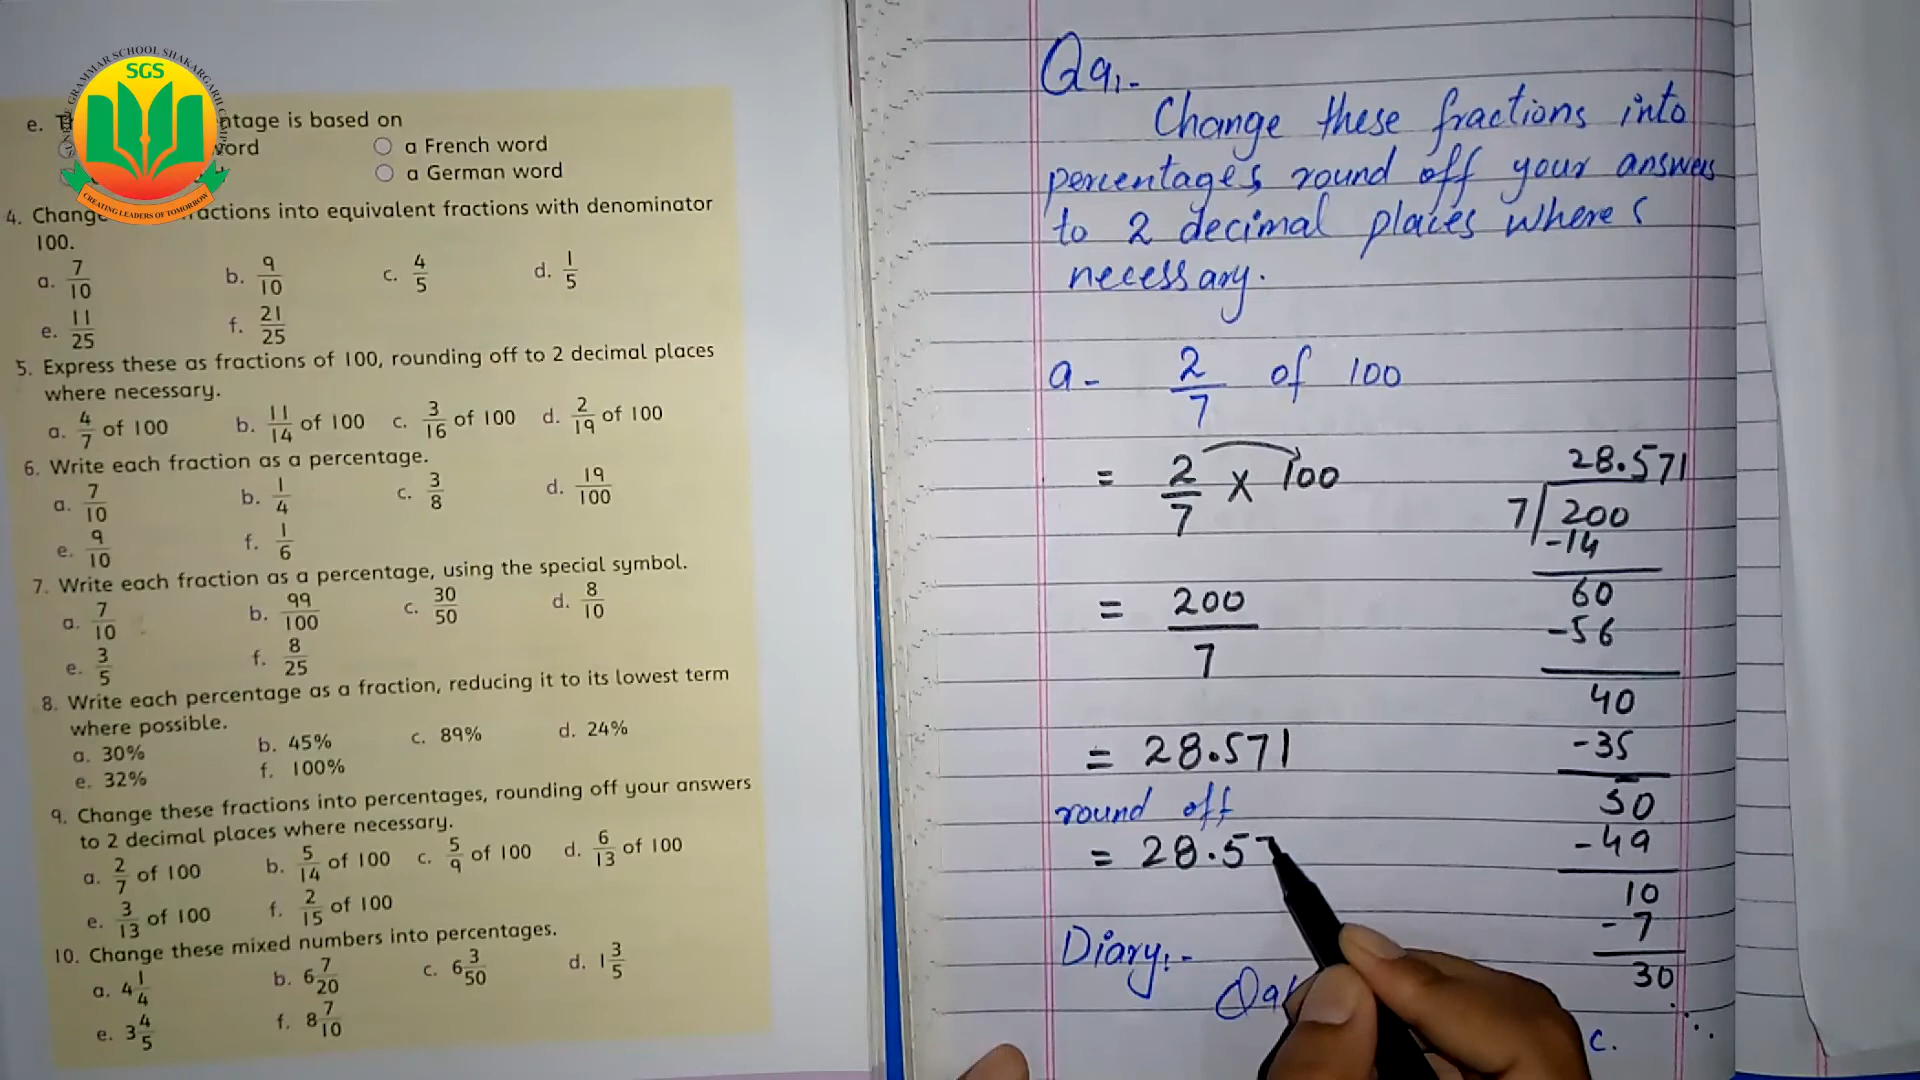 SGS
CREATING LEADERS OF TOMORROW
GRAMMAR SCHOOL SHAKARGARH
e. ntage is based on
word
a French word
a German word
4. Change actions into equivalent fractions with denominator
100.
a. 7/10 b. 9/10 c. 4/5 d. 1/5
e. 11/25 f. 21/25
5. Express these as fractions of 100, rounding off to 2 decimal places
where necessary.
a. 4/7 of 100 b. 11/14 of 100 c. 3/16 of 100 d. 2/19 of 100
6. Write each fraction as a percentage.
a. 7/10 b. 1/4 c. 3/8 d. 19/100
e. 9/10 f. 1/6
7. Write each fraction as a percentage, using the special symbol.
a. 7/10 b. 99/100 c. 30/50 d. 8/10
e. 3/5 f. 8/25
8. Write each percentage as a fraction, reducing it to its lowest term
where possible.
a. 30% b. 45% c. 89% d. 24%
e. 32% f. 100%
9. Change these fractions into percentages, rounding off your answers
to 2 decimal places where necessary.
a. 2/7 of 100 b. 5/14 of 100 c. 5/9 of 100 d. 6/13 of 100
e. 3/13 of 100 f. 2/15 of 100
10. Change these mixed numbers into percentages.
a. 4 1/4 b. 6 7/20 c. 6 3/50 d. 1 3/5
e. 3 4/5 f. 8 7/10
Q9:-
Change these fractions into
percentages round off your answers
to 2 decimal places where
necessary.
a- 2/7 of 100
= 2/7 x 100
= 200/7
= 28.571
round off
= 28.57
Diary:-
c.
28.571
7 200
-14
60
-56
40
-35
50
-49
10
-7
30